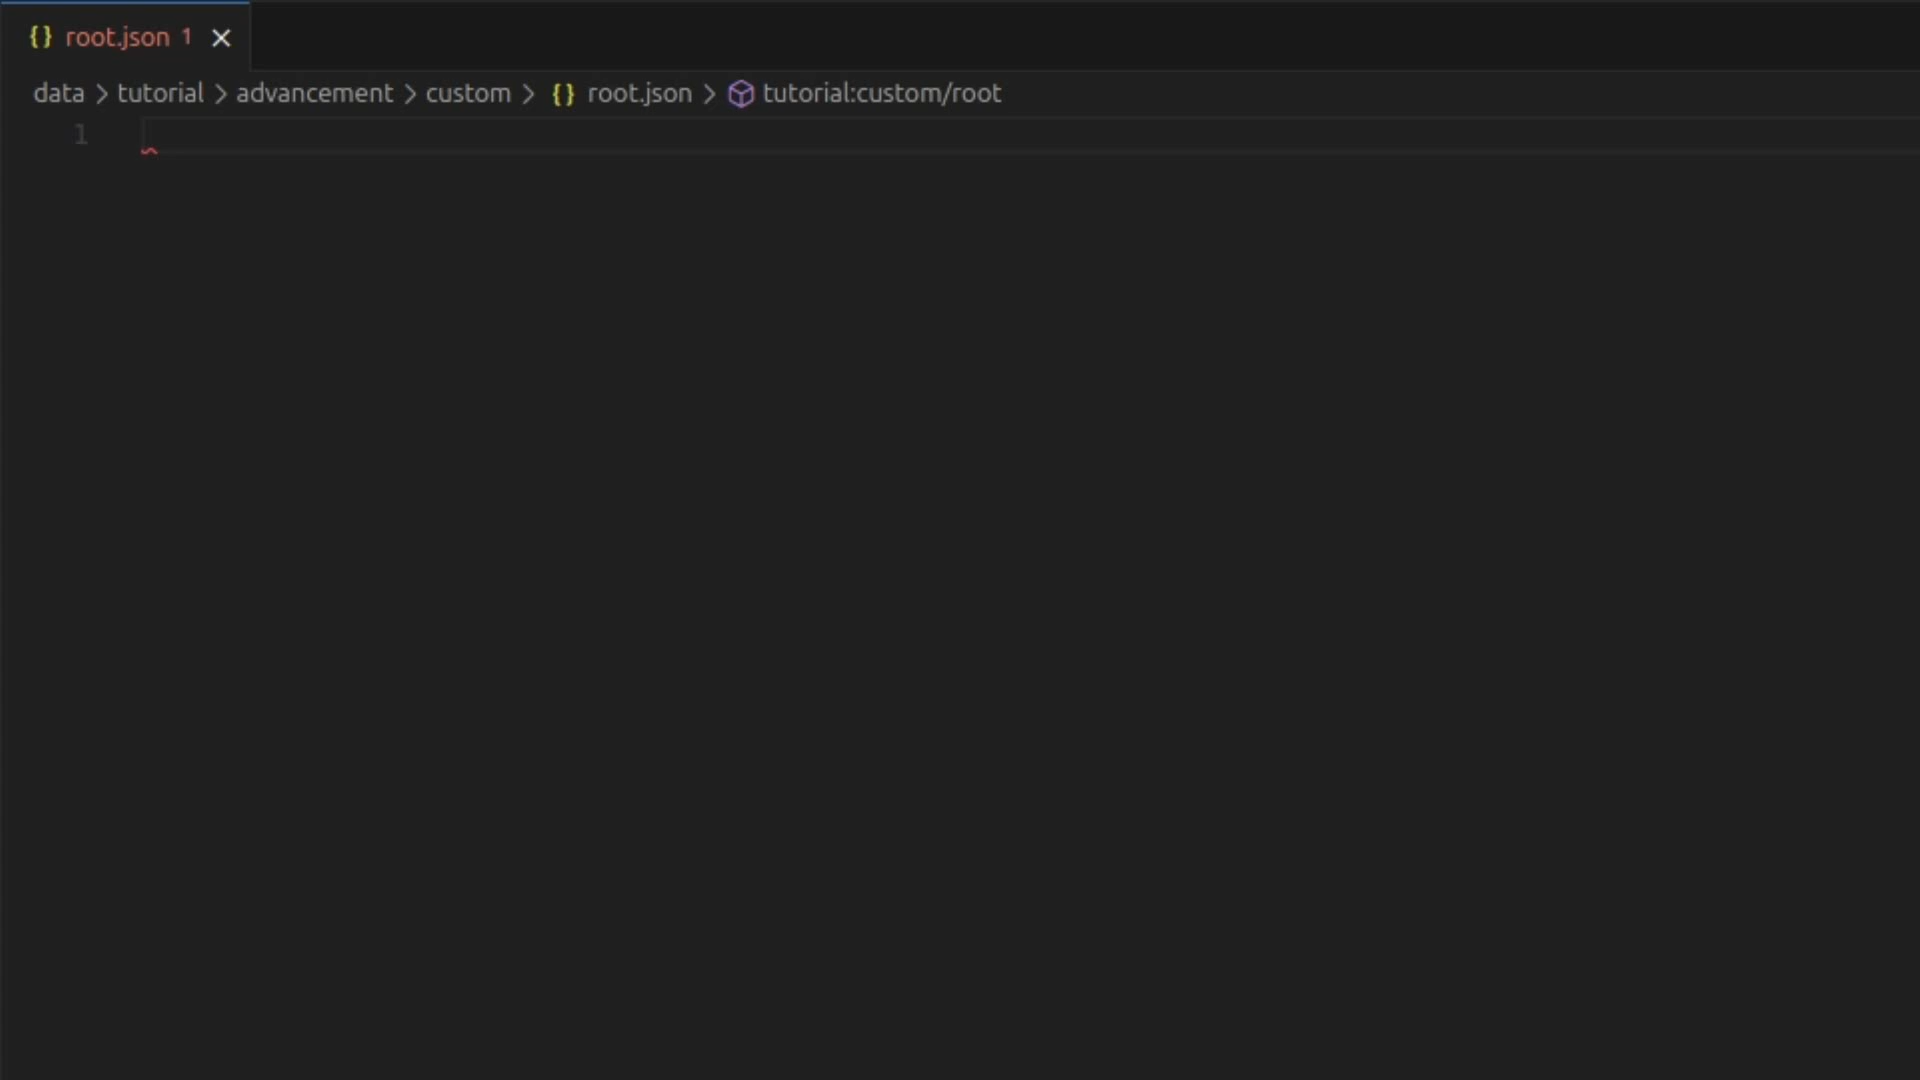 {} root.json 1 ×
data > tutorial > advancement > custom > {} root.json > tutorial:custom/root
1